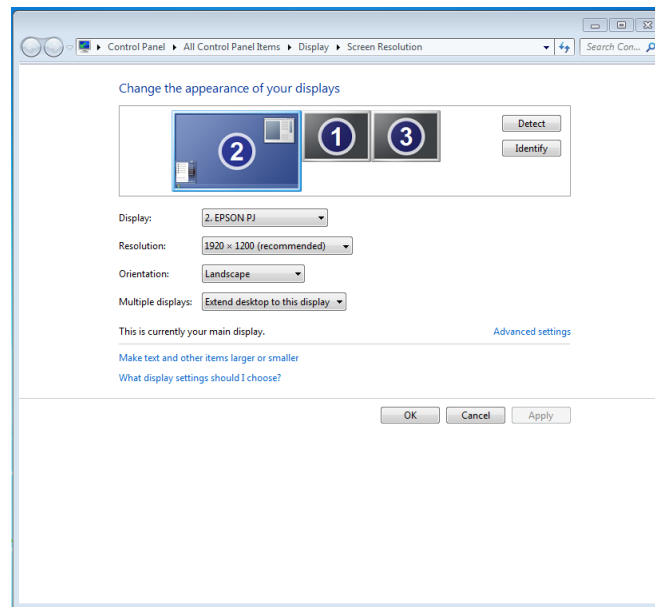 Control Panel ▸ All Control Panel Items ▸ Display ▸ Screen Resolution
Search Con...
Change the appearance of your displays
2
1
3
Detect
Identify
Display: 2. EPSON PJ
Resolution: 1920 × 1200 (recommended)
Orientation: Landscape
Multiple displays: Extend desktop to this display
This is currently your main display. Advanced settings
Make text and other items larger or smaller
What display settings should I choose?
OK Cancel Apply